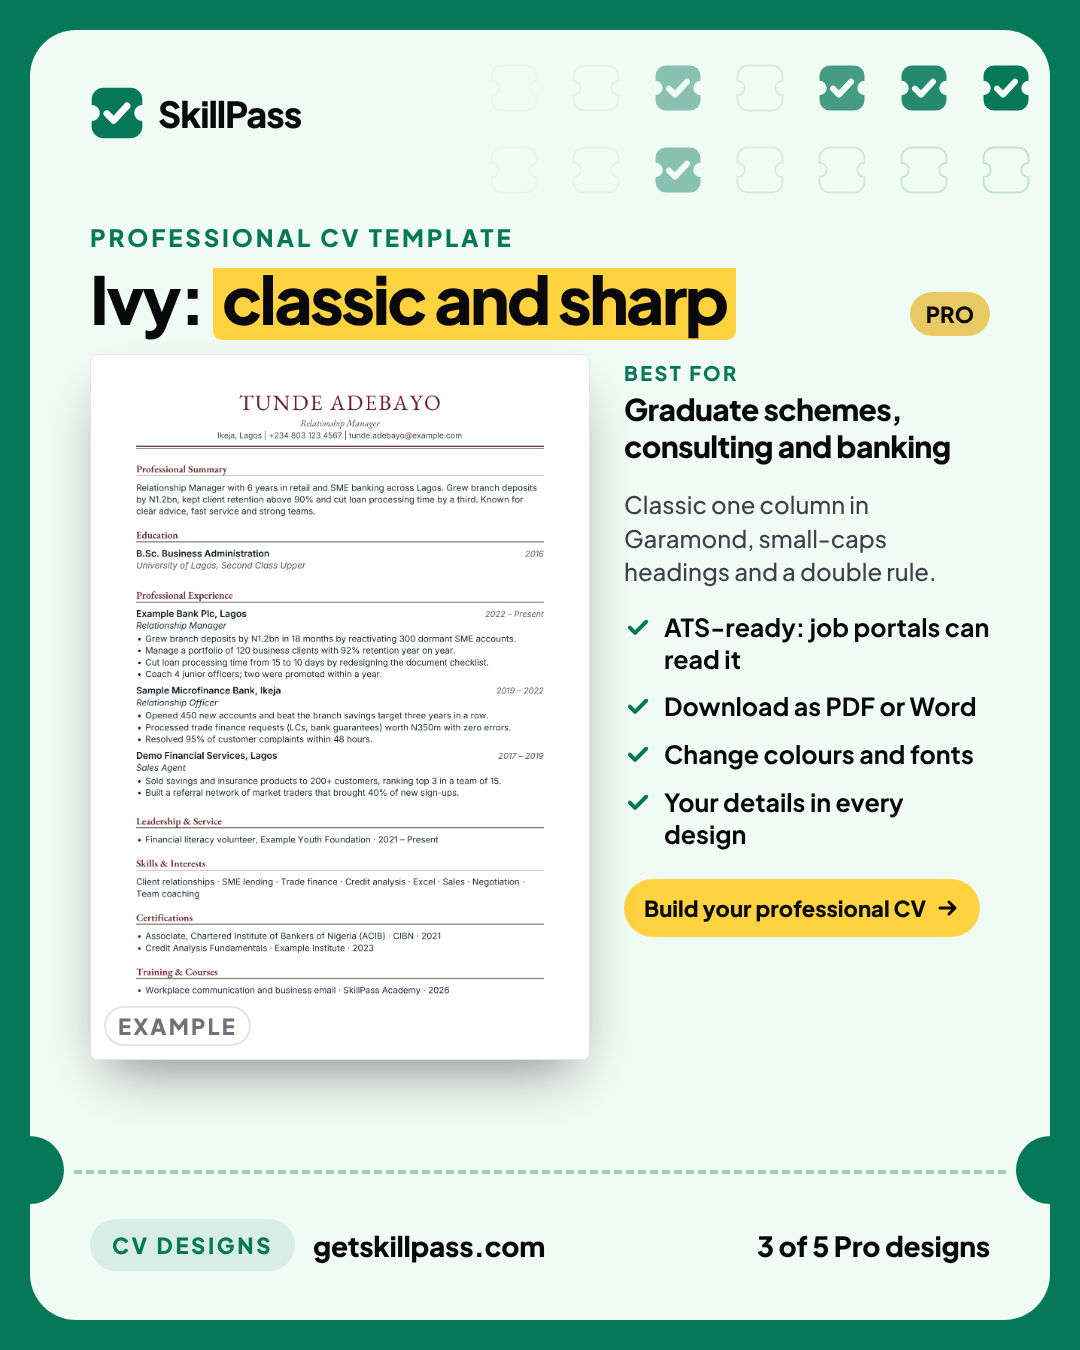 SkillPass
PROFESSIONAL CV TEMPLATE
Ivy: classic and sharp
PRO
TUNDE ADEBAYO
Relationship Manager
Ikeja, Lagos | +234 803 123 4567 | tunde.adebayo@example.com
Professional Summary
Relationship Manager with 6 years in retail and SME banking across Lagos. Grew branch deposits
by N1.2bn, kept client retention above 90% and cut loan processing time by a third. Known for
clear advice, fast service and strong teams.
Education
B.Sc. Business Administration 2016
University of Lagos, Second Class Upper
Professional Experience
Example Bank Plc, Lagos 2022 – Present
Relationship Manager
• Grew branch deposits by N1.2bn in 18 months by reactivating 300 dormant SME accounts.
• Manage a portfolio of 120 business clients with 92% retention year on year.
• Cut loan processing time from 15 to 10 days by redesigning the document checklist.
• Coach 4 junior officers; two were promoted within a year.
Sample Microfinance Bank, Ikeja 2019 – 2022
Relationship Officer
• Opened 450 new accounts and beat the branch savings target three years in a row.
• Processed trade finance requests (LCs, bank guarantees) worth N350m with zero errors.
• Resolved 95% of customer complaints within 48 hours.
Demo Financial Services, Lagos 2017 – 2019
Sales Agent
• Sold savings and insurance products to 200+ customers, ranking top 3 in a team of 15.
• Built a referral network of market traders that brought 40% of new sign-ups.
Leadership & Service
• Financial literacy volunteer, Example Youth Foundation · 2021 – Present
Skills & Interests
Client relationships · SME lending · Trade finance · Credit analysis · Excel · Sales · Negotiation ·
Team coaching
Certifications
• Associate, Chartered Institute of Bankers of Nigeria (ACIB) · CIBN · 2021
• Credit Analysis Fundamentals · Example Institute · 2023
Training & Courses
• Workplace communication and business email · SkillPass Academy · 2026
EXAMPLE
BEST FOR
Graduate schemes,
consulting and banking
Classic one column in
Garamond, small-caps
headings and a double rule.
ATS-ready: job portals can
read it
Download as PDF or Word
Change colours and fonts
Your details in every
design
Build your professional CV →
CV DESIGNS
getskillpass.com
3 of 5 Pro designs